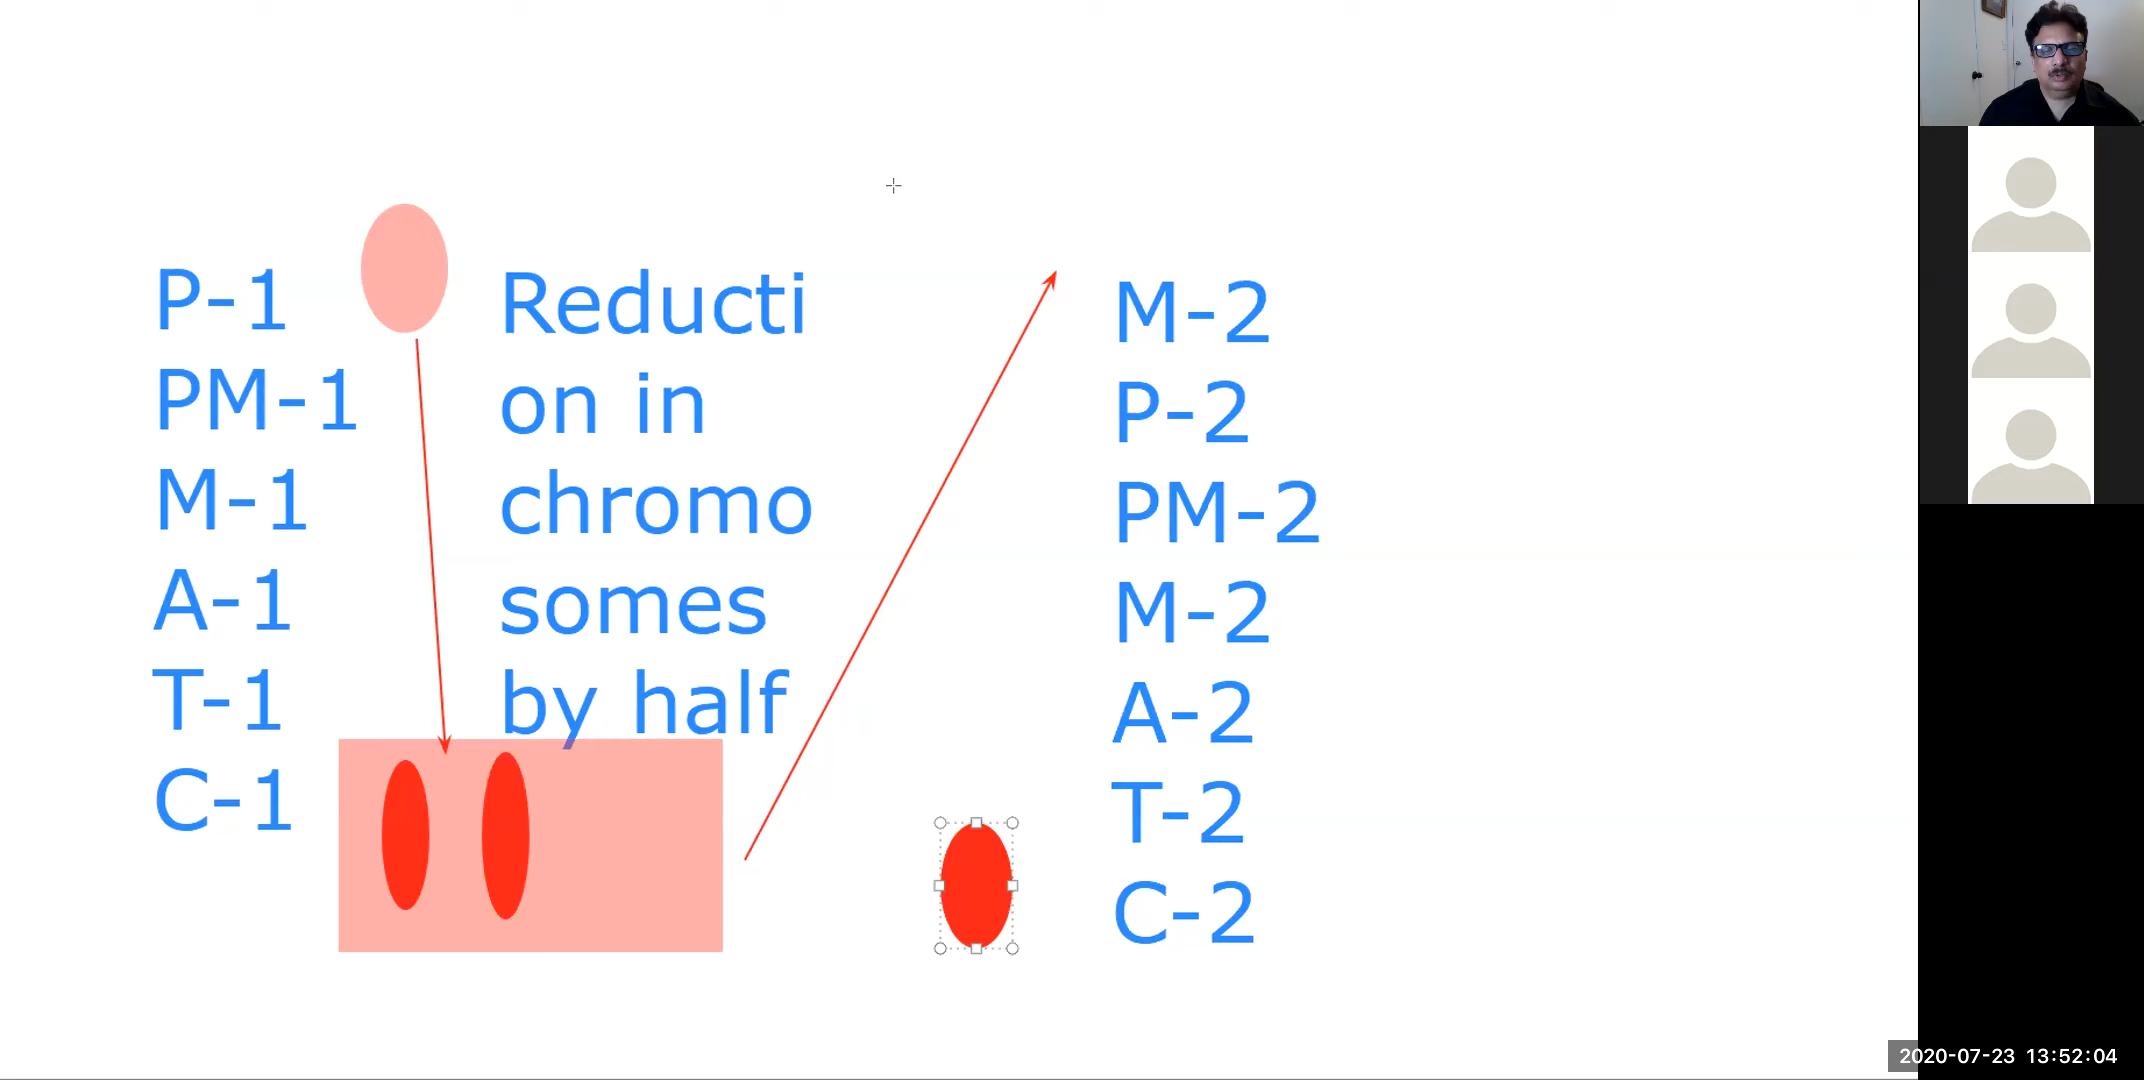 P-1
PM-1
M-1
A-1
T-1
C-1
Reducti
on in
chromo
somes
by half
M-2
P-2
PM-2
M-2
A-2
T-2
C-2
2020-07-23 13:52:04